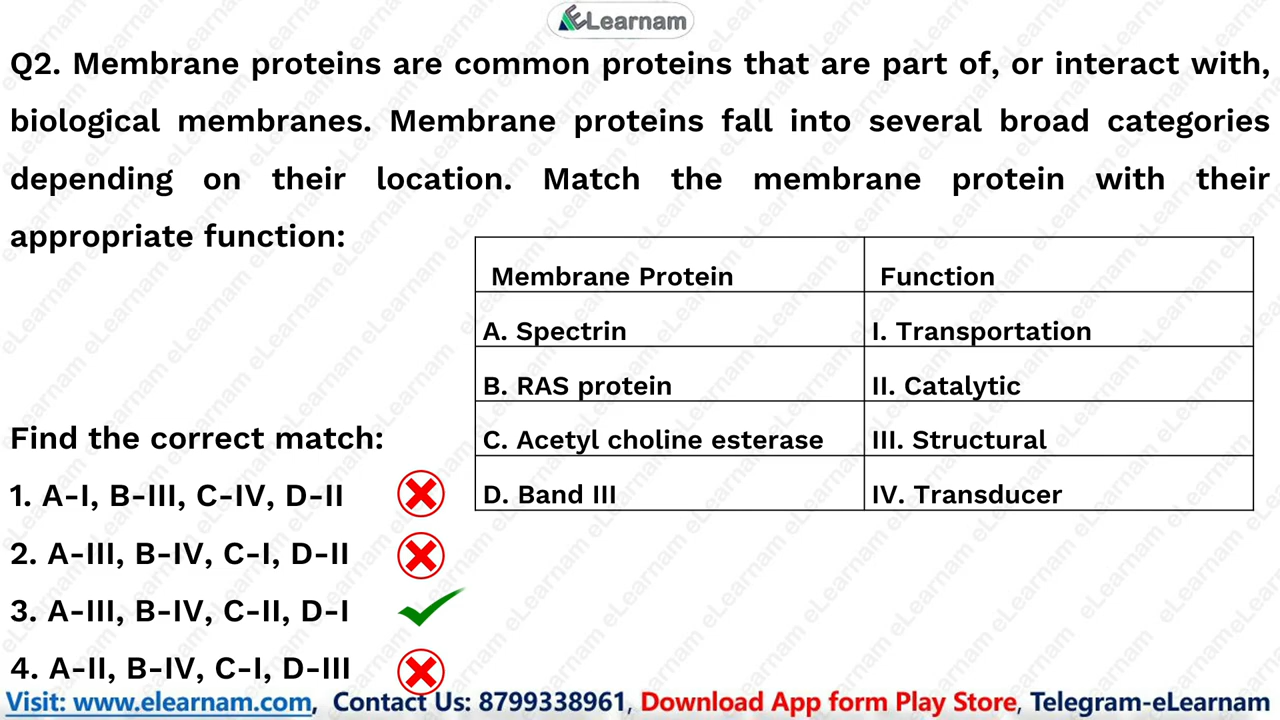 ELearnam
Q2. Membrane proteins are common proteins that are part of, or interact with,
biological membranes. Membrane proteins fall into several broad categories
depending on their location. Match the membrane protein with their
appropriate function:
Membrane Protein Function
A. Spectrin I. Transportation
B. RAS protein II. Catalytic
C. Acetyl choline esterase III. Structural
D. Band III IV. Transducer
Find the correct match:
1. A-I, B-III, C-IV, D-II
2. A-III, B-IV, C-I, D-II
3. A-III, B-IV, C-II, D-I
4. A-II, B-IV, C-I, D-III
Visit: www.elearnam.com, Contact Us: 8799338961, Download App form Play Store, Telegram-eLearnam